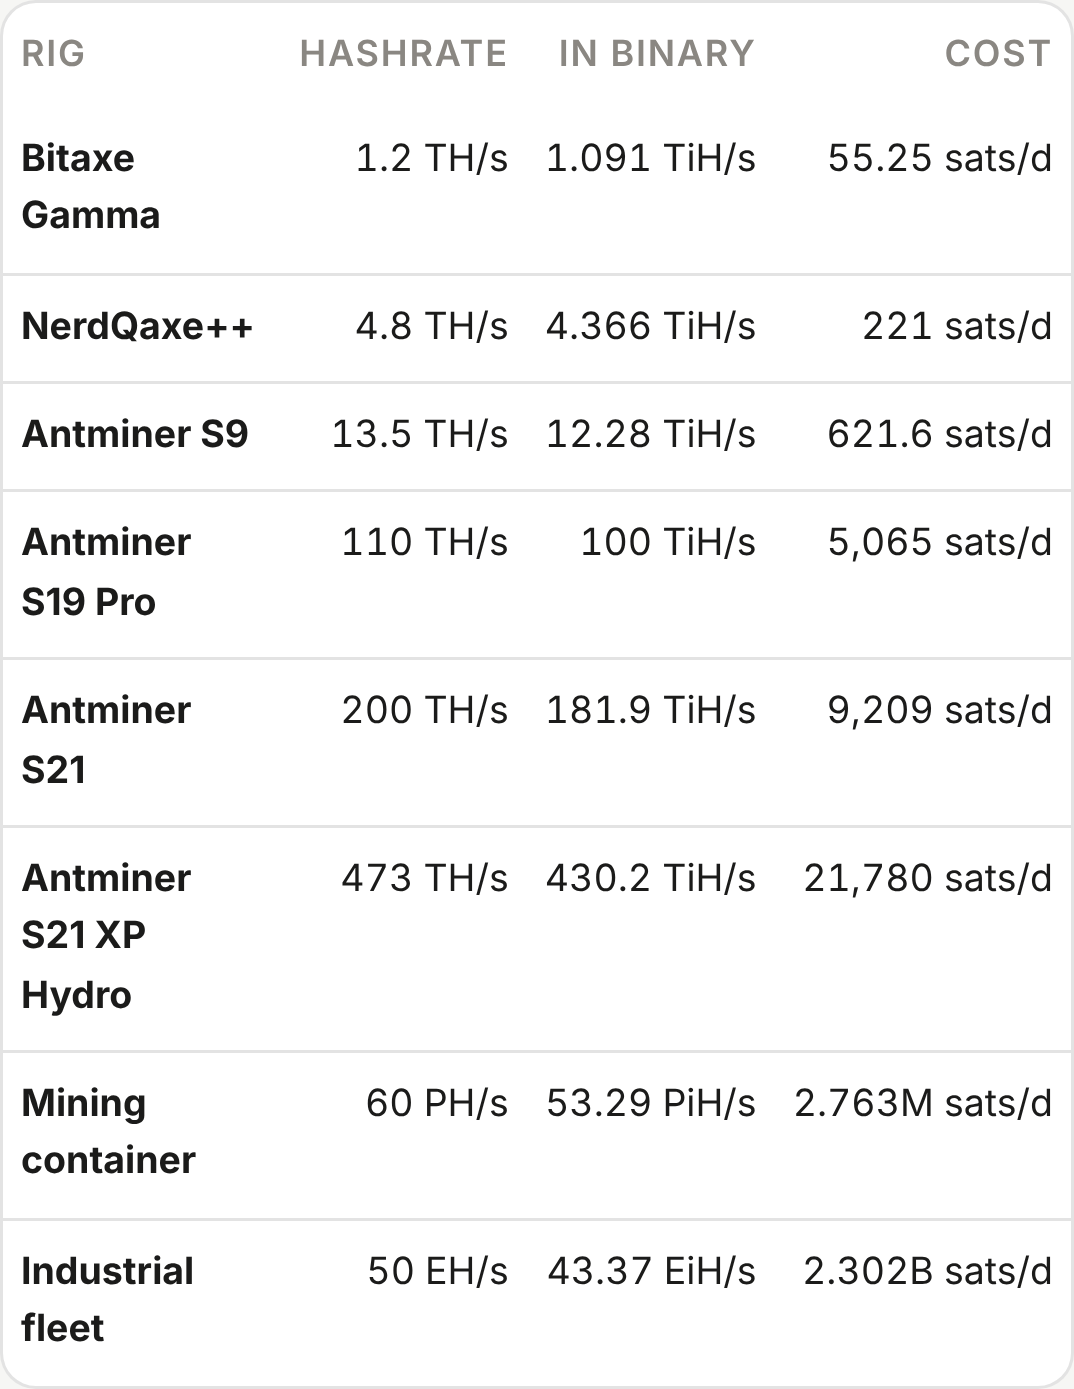 RIG HASHRATE IN BINARY COST
Bitaxe 1.2 TH/s 1.091 TiH/s 55.25 sats/d
Gamma
NerdQaxe++ 4.8 TH/s 4.366 TiH/s 221 sats/d
Antminer S9 13.5 TH/s 12.28 TiH/s 621.6 sats/d
Antminer 110 TH/s 100 TiH/s 5,065 sats/d
S19 Pro
Antminer 200 TH/s 181.9 TiH/s 9,209 sats/d
S21
Antminer 473 TH/s 430.2 TiH/s 21,780 sats/d
S21 XP
Hydro
Mining 60 PH/s 53.29 PiH/s 2.763M sats/d
container
Industrial 50 EH/s 43.37 EiH/s 2.302B sats/d
fleet